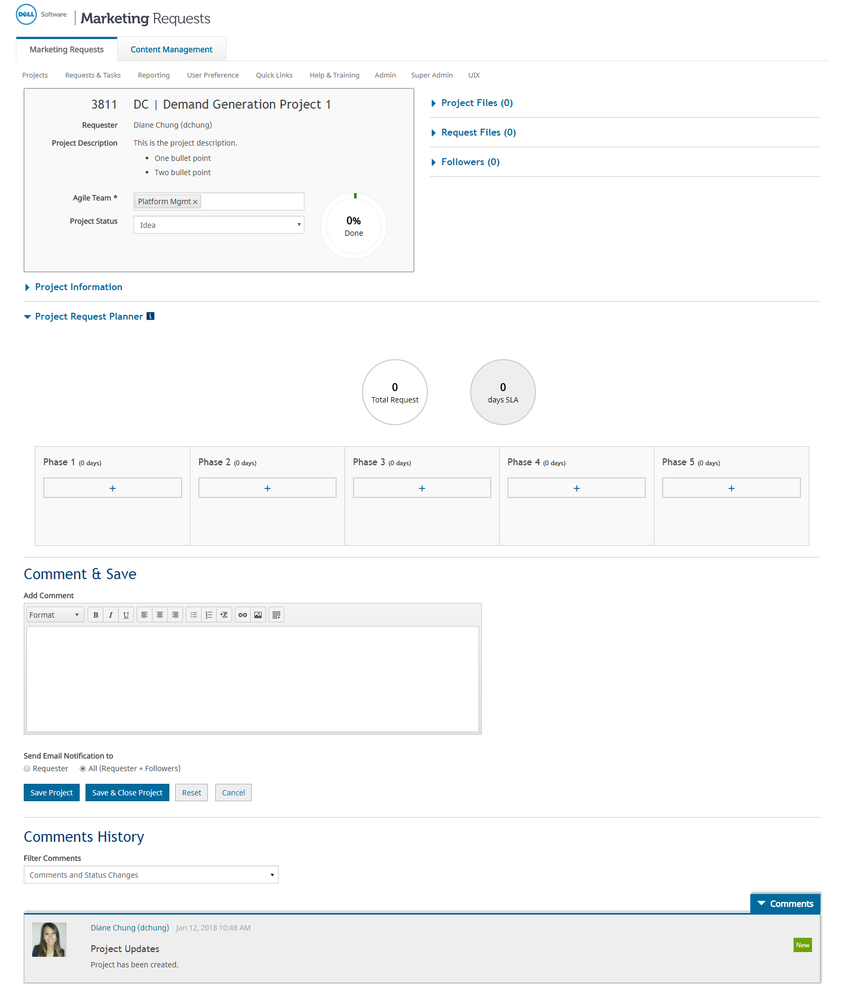 DELL Software | Marketing Requests
Marketing Requests Content Management
Projects Requests & Tasks Reporting User Preference Quick Links Help & Training Admin Super Admin UIX
3811 DC | Demand Generation Project 1
Requester Diane Chung (dchung)
Project Description This is the project description.
• One bullet point
• Two bullet point
Agile Team * Platform Mgmt ×
Project Status Idea
0%
Done
Project Files (0)
Request Files (0)
Followers (0)
Project Information
Project Request Planner i
0
Total Request
0
days SLA
Phase 1 (0 days) Phase 2 (0 days) Phase 3 (0 days) Phase 4 (0 days) Phase 5 (0 days)
+ + + + +
Comment & Save
Add Comment
Format B I U
Send Email Notification to
Requester All (Requester + Followers)
Save Project Save & Close Project Reset Cancel
Comments History
Filter Comments
Comments and Status Changes
Comments
Diane Chung (dchung) Jan 12, 2018 10:48 AM
Project Updates
New
Project has been created.